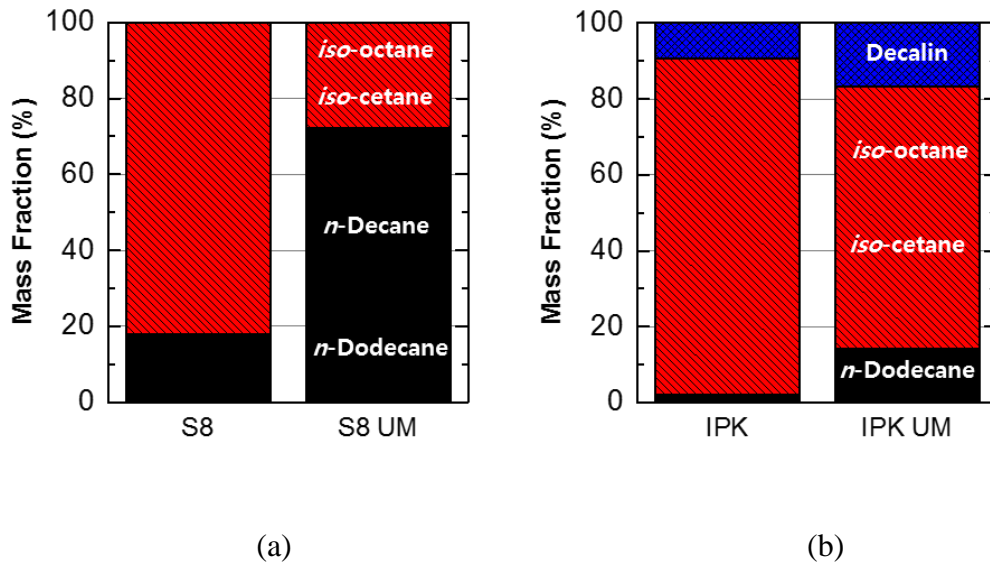 Mass Fraction (%)
100
80
60
40
20
0
iso-octane
iso-cetane
n-Decane
n-Dodecane
S8
S8 UM
(a)
Mass Fraction (%)
100
80
60
40
20
0
Decalin
iso-octane
iso-cetane
n-Dodecane
IPK
IPK UM
(b)